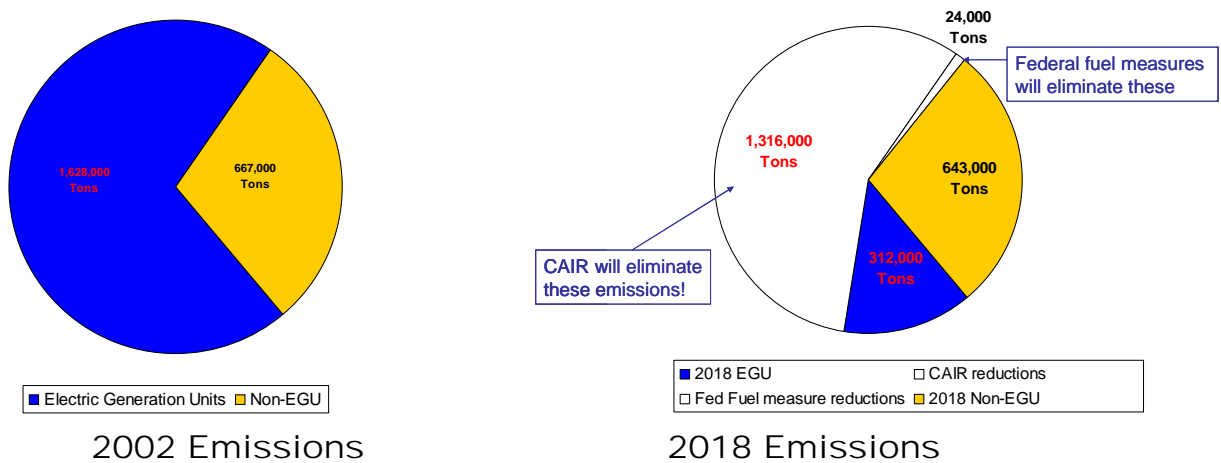 24,000
Tons
Federal fuel measures
will eliminate these
1,628,000
Tons
667,000
Tons
1,316,000
Tons
643,000
Tons
CAIR will eliminate
these emissions!
312,000
Tons
Electric Generation Units Non-EGU
2018 EGU CAIR reductions
Fed Fuel measure reductions 2018 Non-EGU
2002 Emissions
2018 Emissions